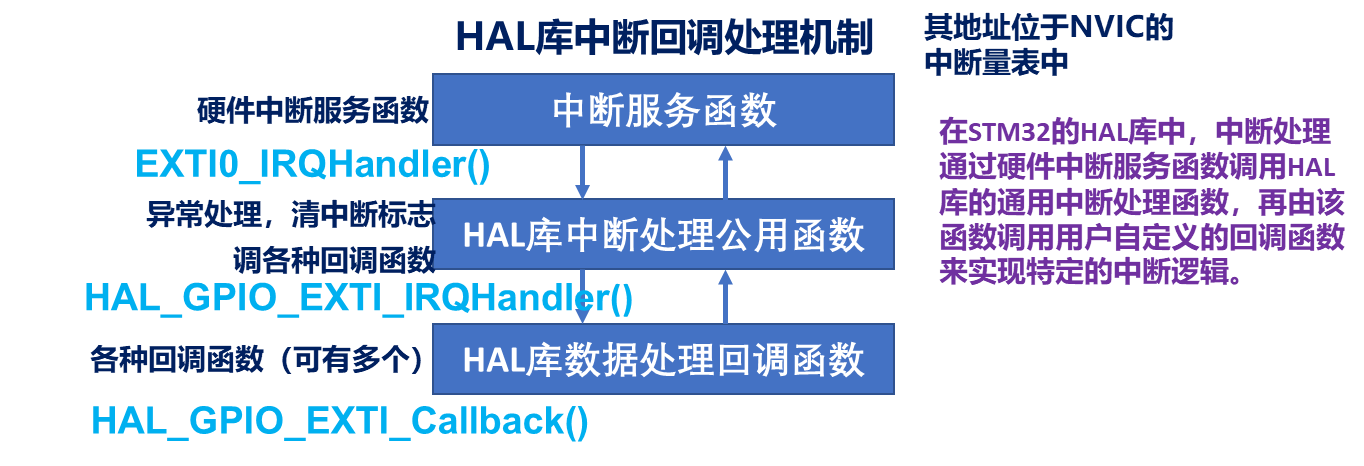 HAL库中断回调处理机制
其地址位于NVIC的
中断量表中
硬件中断服务函数
中断服务函数
EXTI0_IRQHandler()
异常处理，清中断标志
调各种回调函数
HAL库中断处理公用函数
HAL_GPIO_EXTI_IRQHandler()
各种回调函数（可有多个）
HAL库数据处理回调函数
HAL_GPIO_EXTI_Callback()
在STM32的HAL库中，中断处理
通过硬件中断服务函数调用HAL
库的通用中断处理函数，再由该
函数调用用户自定义的回调函数
来实现特定的中断逻辑。